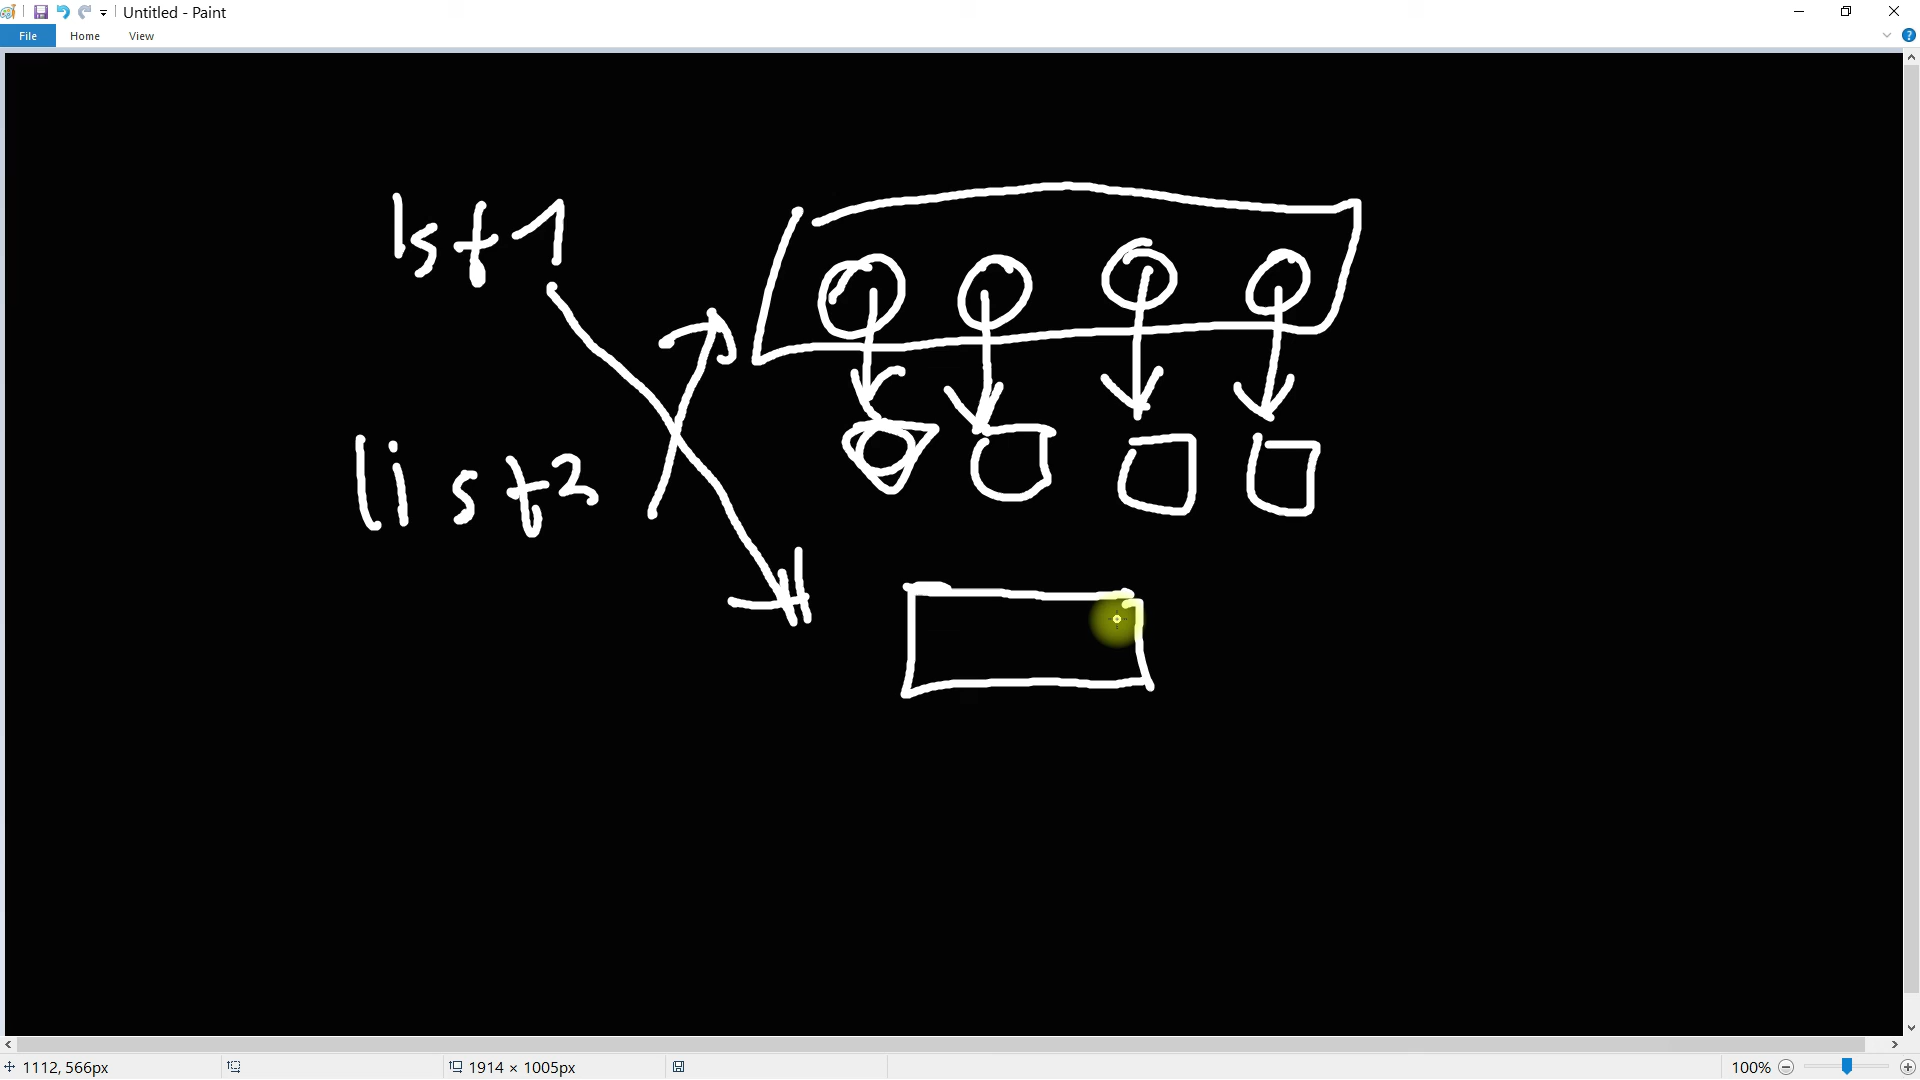 Untitled - Paint
File Home View
lst1
list2
1112, 566px
1914 × 1005px
100%